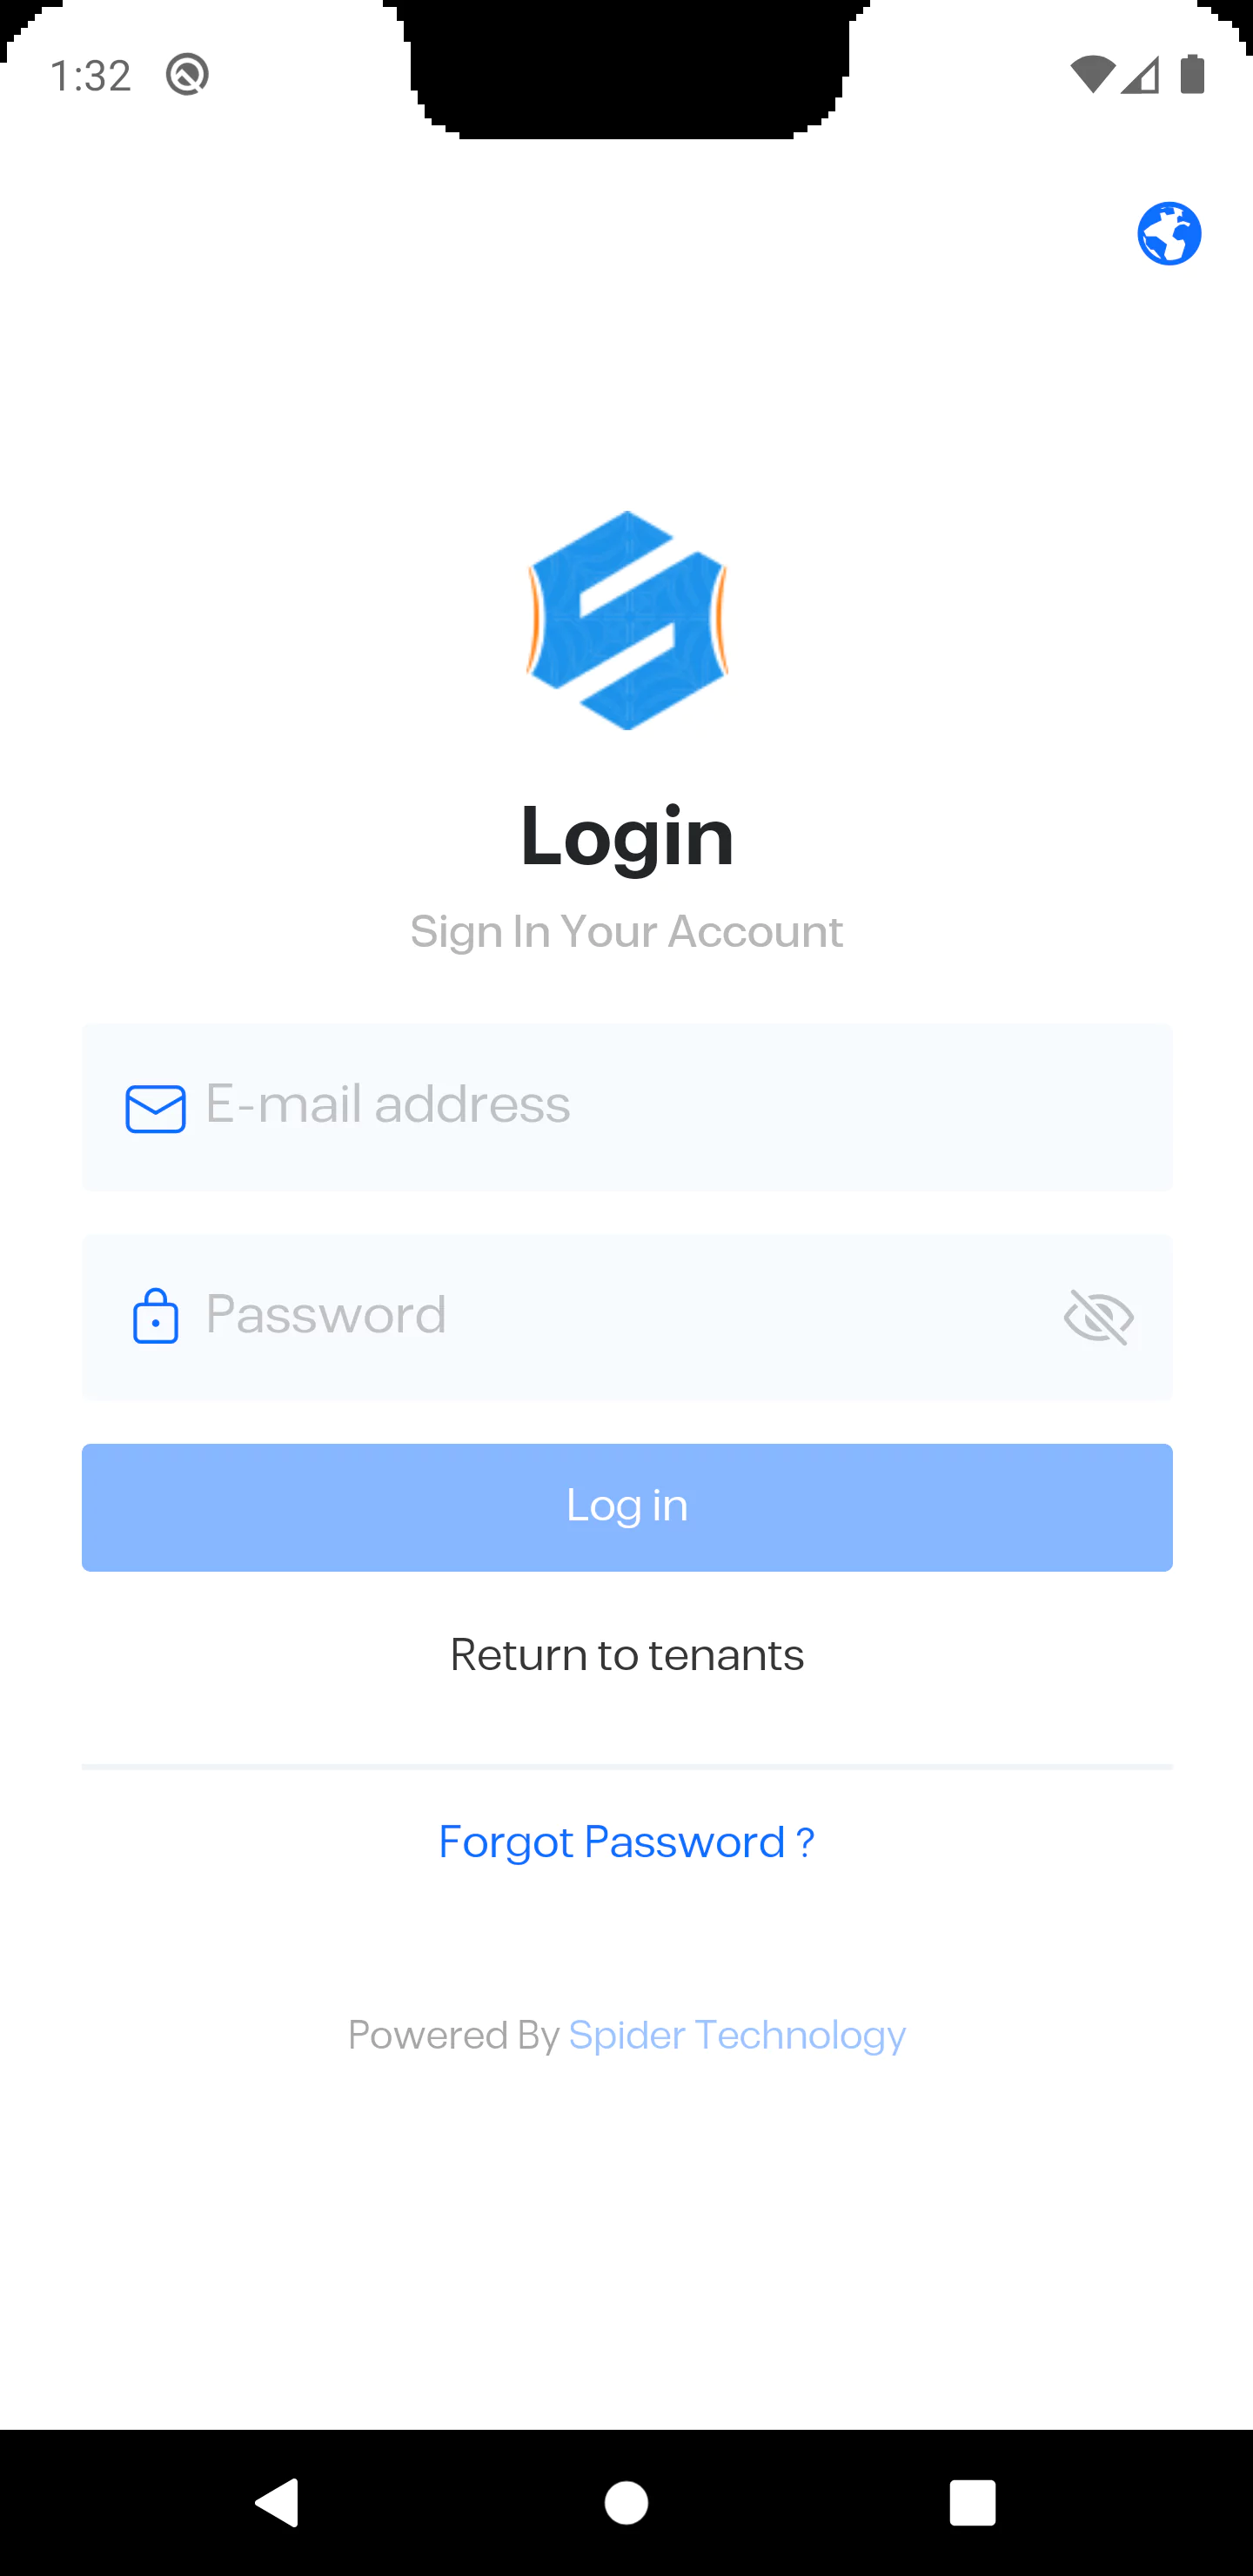 1:32
Login
Sign In Your Account
E-mail address
Password
Log in
Return to tenants
Forgot Password ?
Powered By Spider Technology